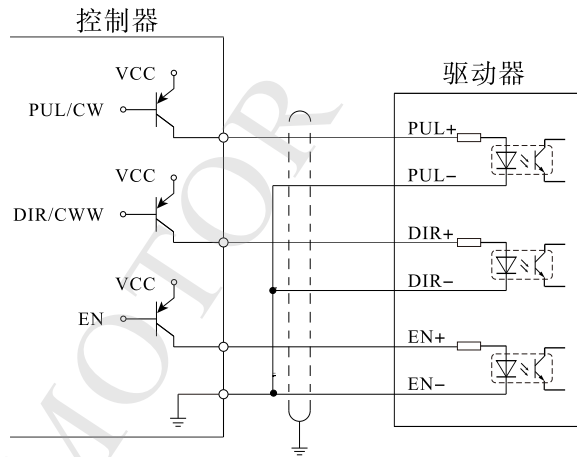 控制器
驱动器
VCC
PUL/CW
PUL+
PUL−
VCC
DIR/CWW
DIR+
DIR−
VCC
EN
EN+
EN−
MOTOR